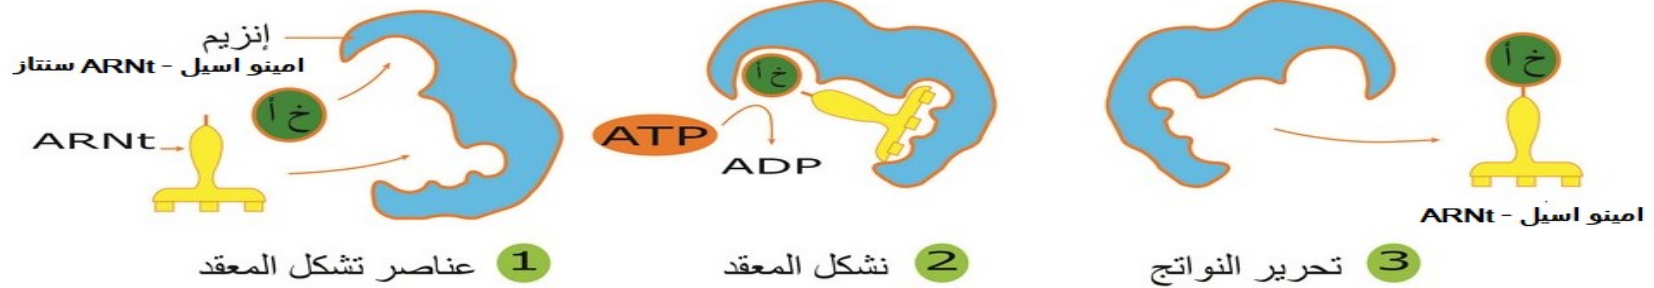 إنزيم
امينو اسيل - ARNt سنتاز
خ أ
ARNt
1 عناصر تشكل المعقد
خ أ
ATP
ADP
2 نشكل المعقد
خ أ
امينو اسيل - ARNt
3 تحرير النواتج